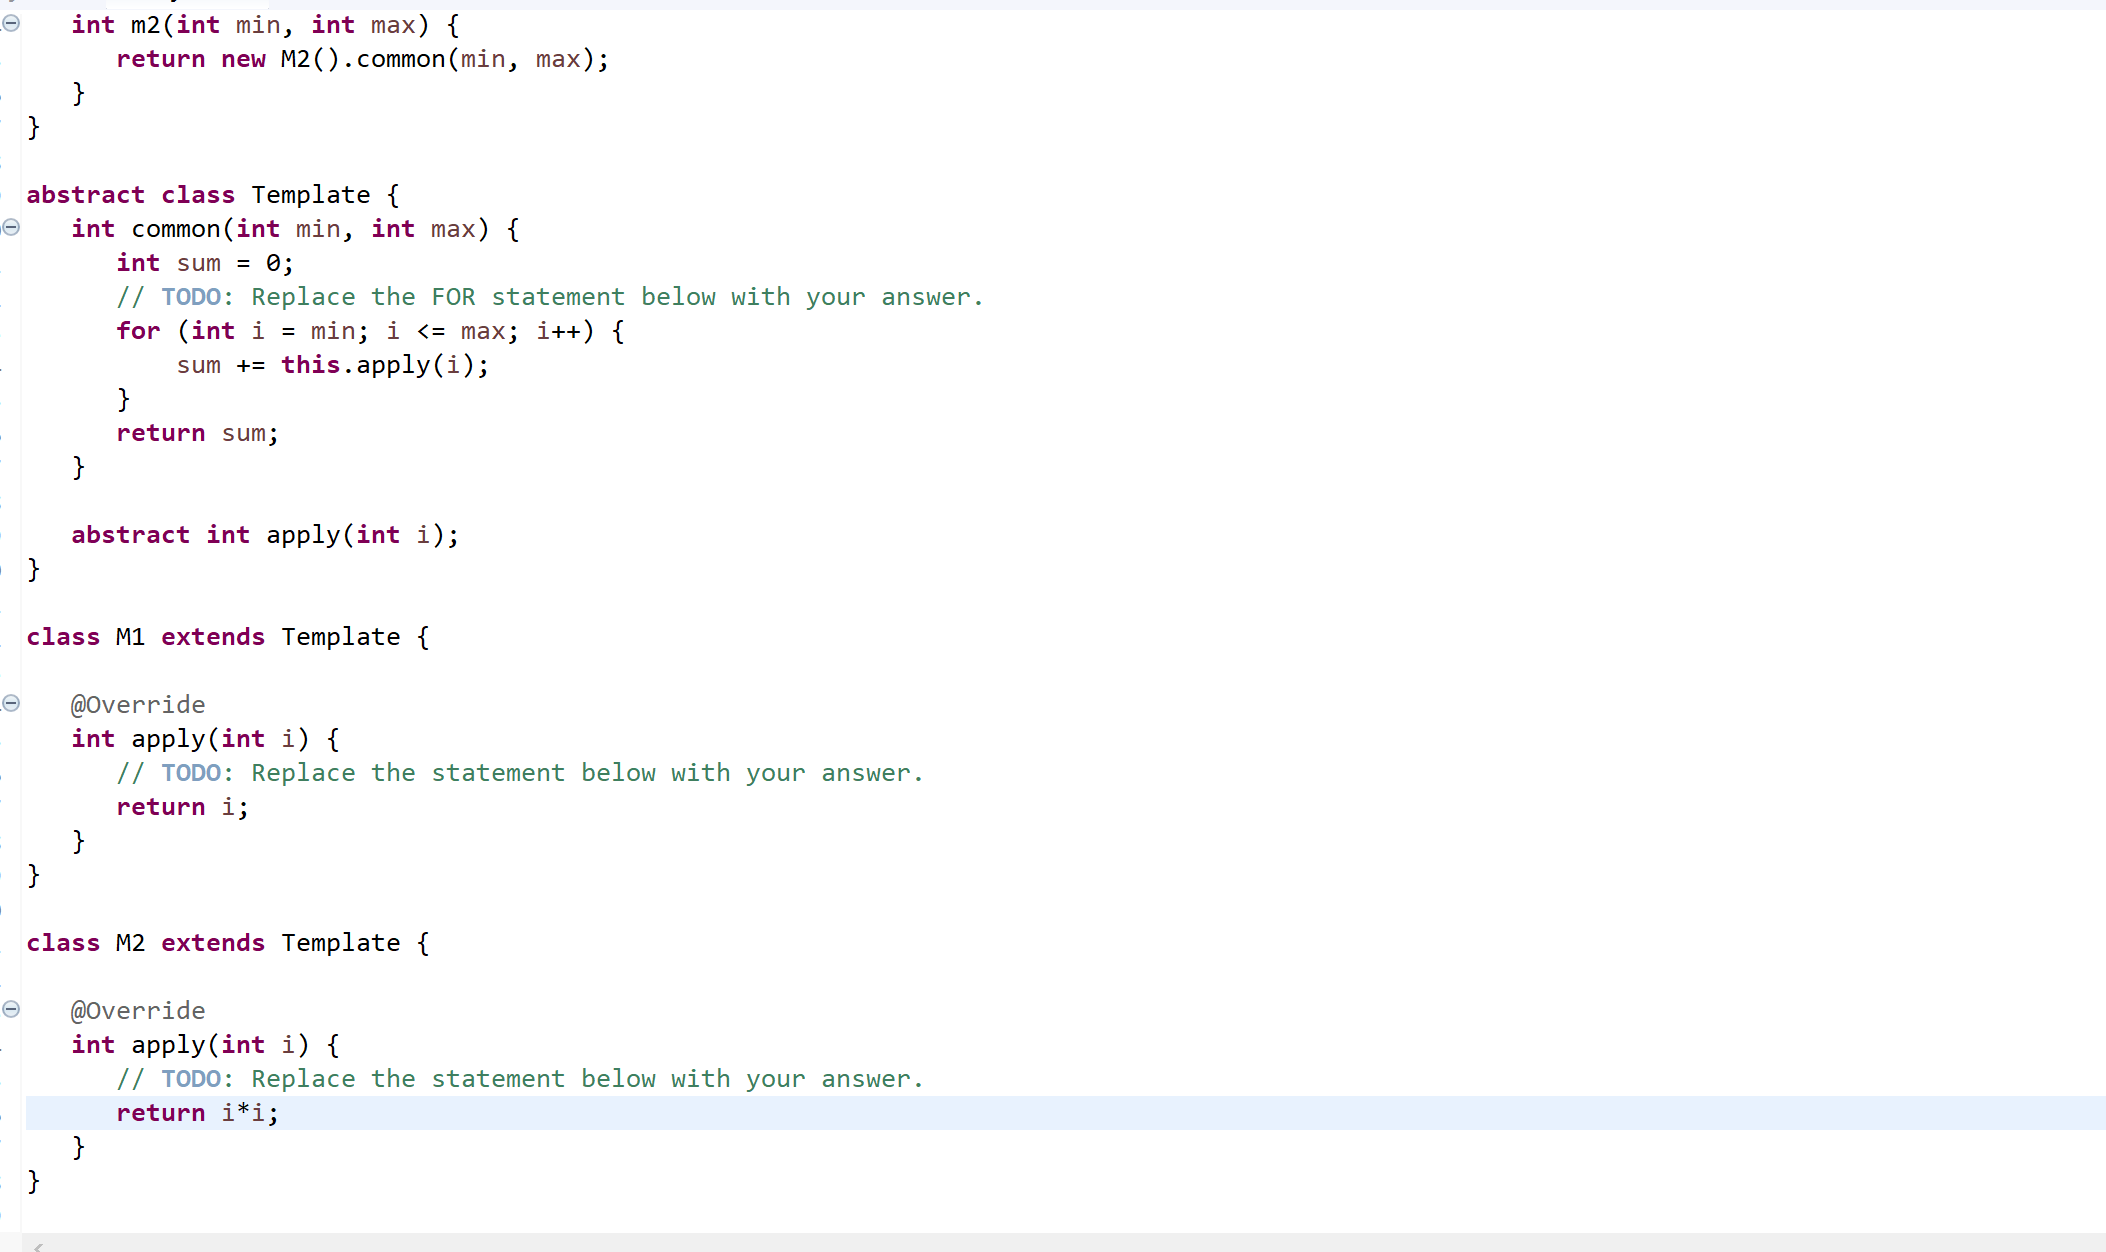 int m2(int min, int max) {
return new M2().common(min, max);
}
}
abstract class Template {
int common(int min, int max) {
int sum = 0;
// TODO: Replace the FOR statement below with your answer.
for (int i = min; i <= max; i++) {
sum += this.apply(i);
}
return sum;
}
abstract int apply(int i);
}
class M1 extends Template {
@Override
int apply(int i) {
// TODO: Replace the statement below with your answer.
return i;
}
}
class M2 extends Template {
@Override
int apply(int i) {
// TODO: Replace the statement below with your answer.
return i*i;
}
}